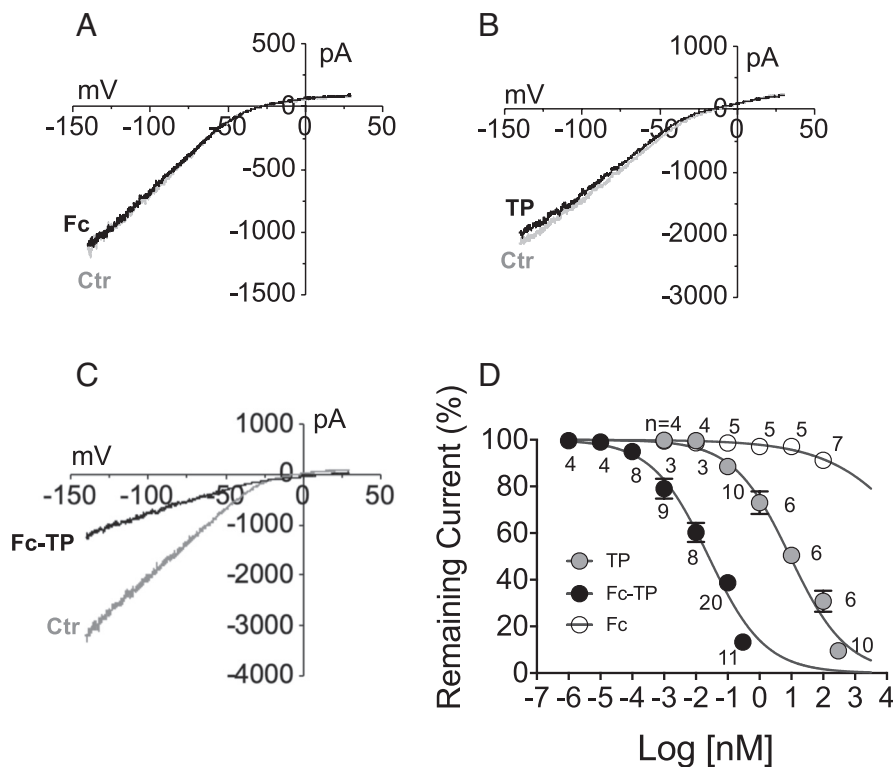 A
500
pA
mV
0
-150 -100 -50 0 50
-500
-1000
-1500
Fc
Ctr
B
1000
pA
mV
0
-150 -100 -50 0 50
-1000
-2000
-3000
TP
Ctr
C
1000
pA
mV
0
-150 -100 -50 0 50
-1000
-2000
-3000
-4000
Fc-TP
Ctr
D
Remaining Current (%)
100
80
60
40
20
0
n=4 4 5 5 5 7
4 4 8 3 3 10 6
9 8 6
20 6
11 10
TP
Fc-TP
Fc
-7 -6 -5 -4 -3 -2 -1 0 1 2 3 4
Log [nM]